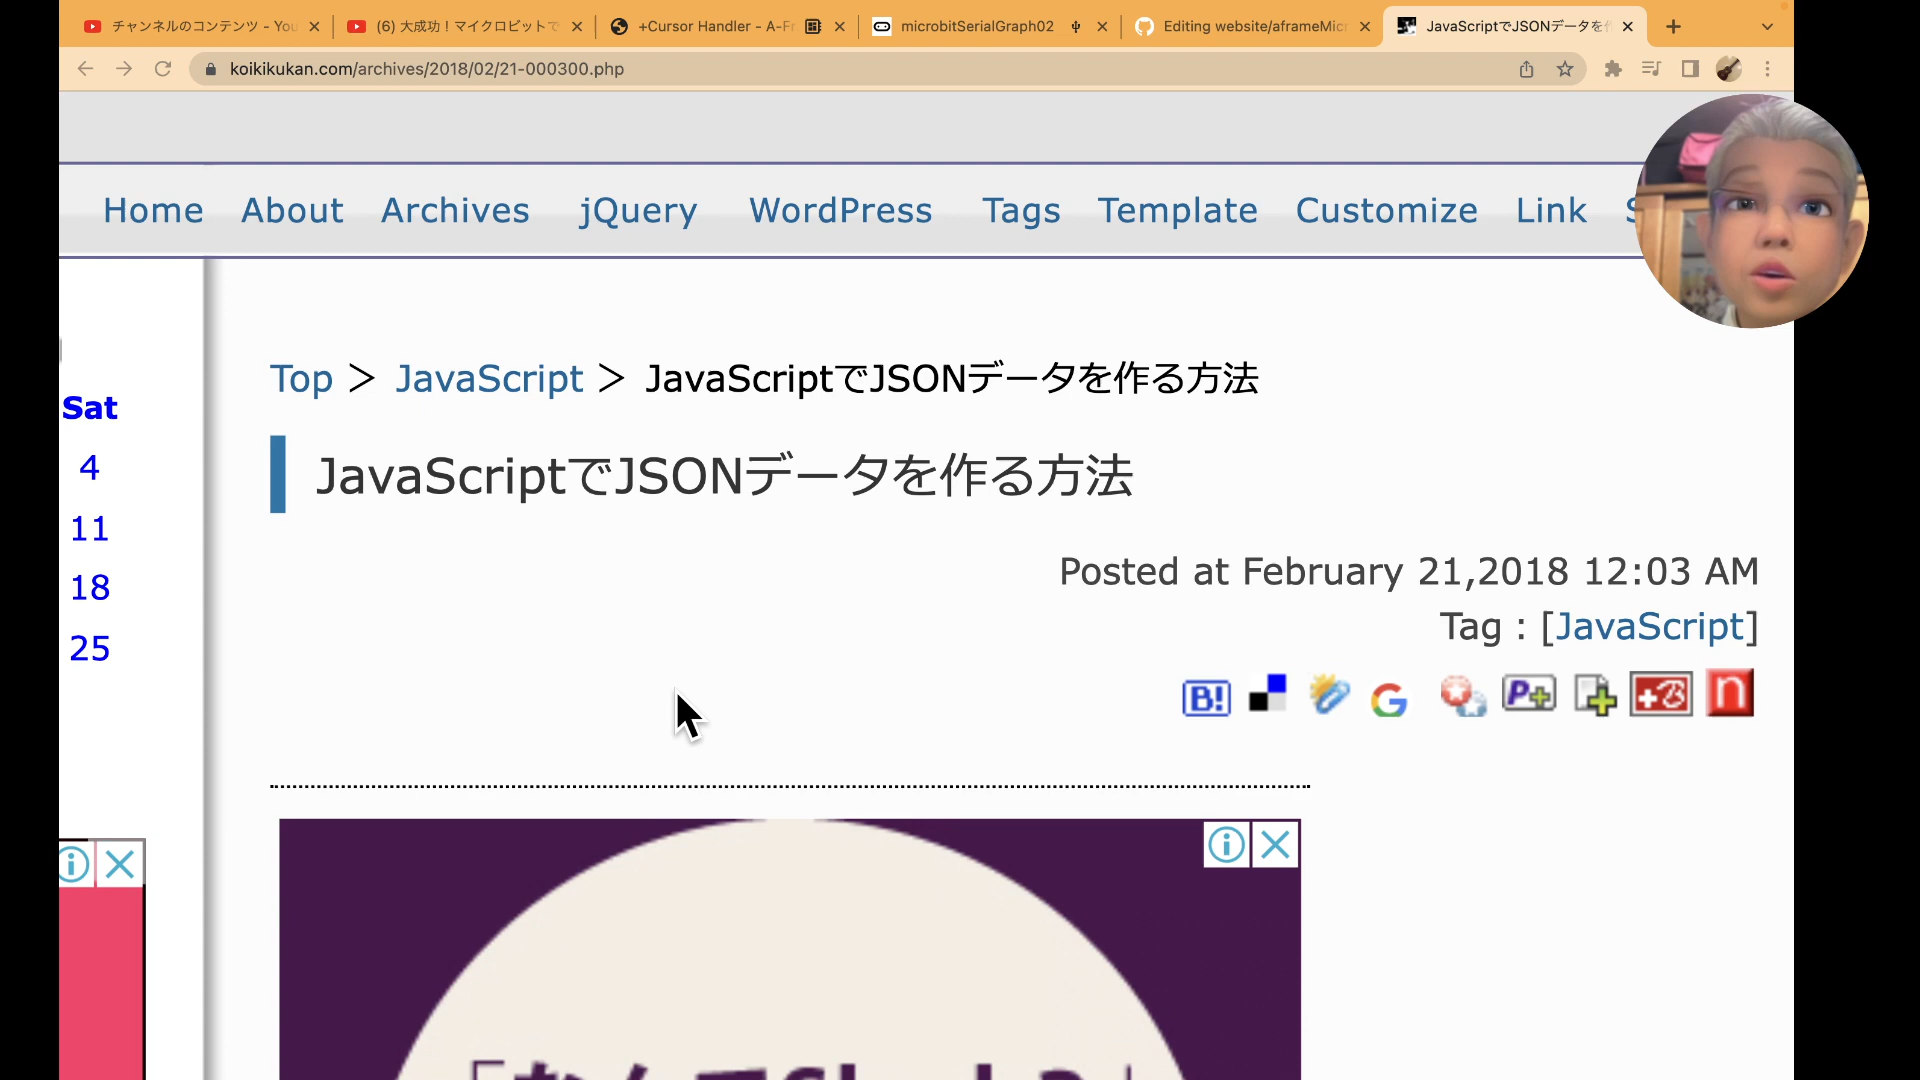 チャンネルのコンテンツ - You
(6) 大成功！マイクロビットで
+Cursor Handler - A-Fr
microbitSerialGraph02
Editing website/aframeMicr
JavaScriptでJSONデータを作
koikikukan.com/archives/2018/02/21-000300.php
Home About Archives jQuery WordPress Tags Template Customize Link S
Top > JavaScript > JavaScriptでJSONデータを作る方法
Sat
4
11
18
25
JavaScriptでJSONデータを作る方法
Posted at February 21,2018 12:03 AM
Tag : [JavaScript]
B!
G
P+
n